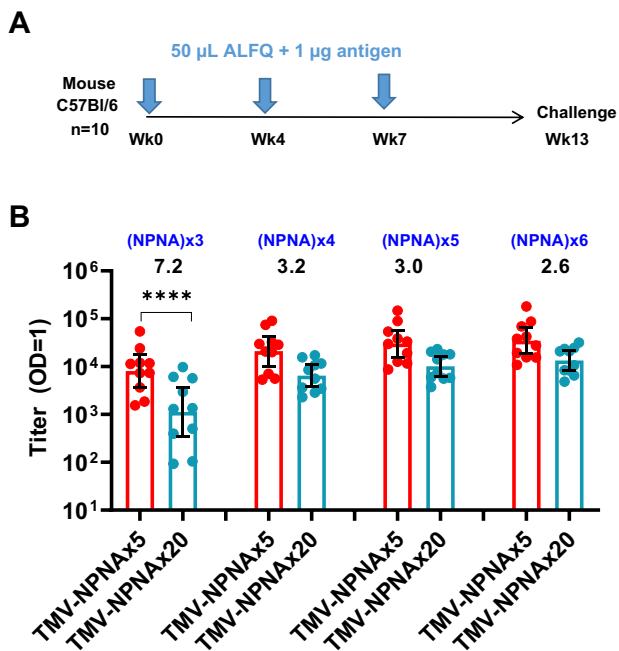 A
50 µL ALFQ + 1 µg antigen
Mouse
C57Bl/6
n=10
Wk0
Wk4
Wk7
Challenge
Wk13
B
(NPNA)x3
(NPNA)x4
(NPNA)x5
(NPNA)x6
7.2
3.2
3.0
2.6
****
Titer (OD=1)
10⁶
10⁵
10⁴
10³
10²
10¹
TMV-NPNAx5
TMV-NPNAx20
TMV-NPNAx5
TMV-NPNAx20
TMV-NPNAx5
TMV-NPNAx20
TMV-NPNAx5
TMV-NPNAx20